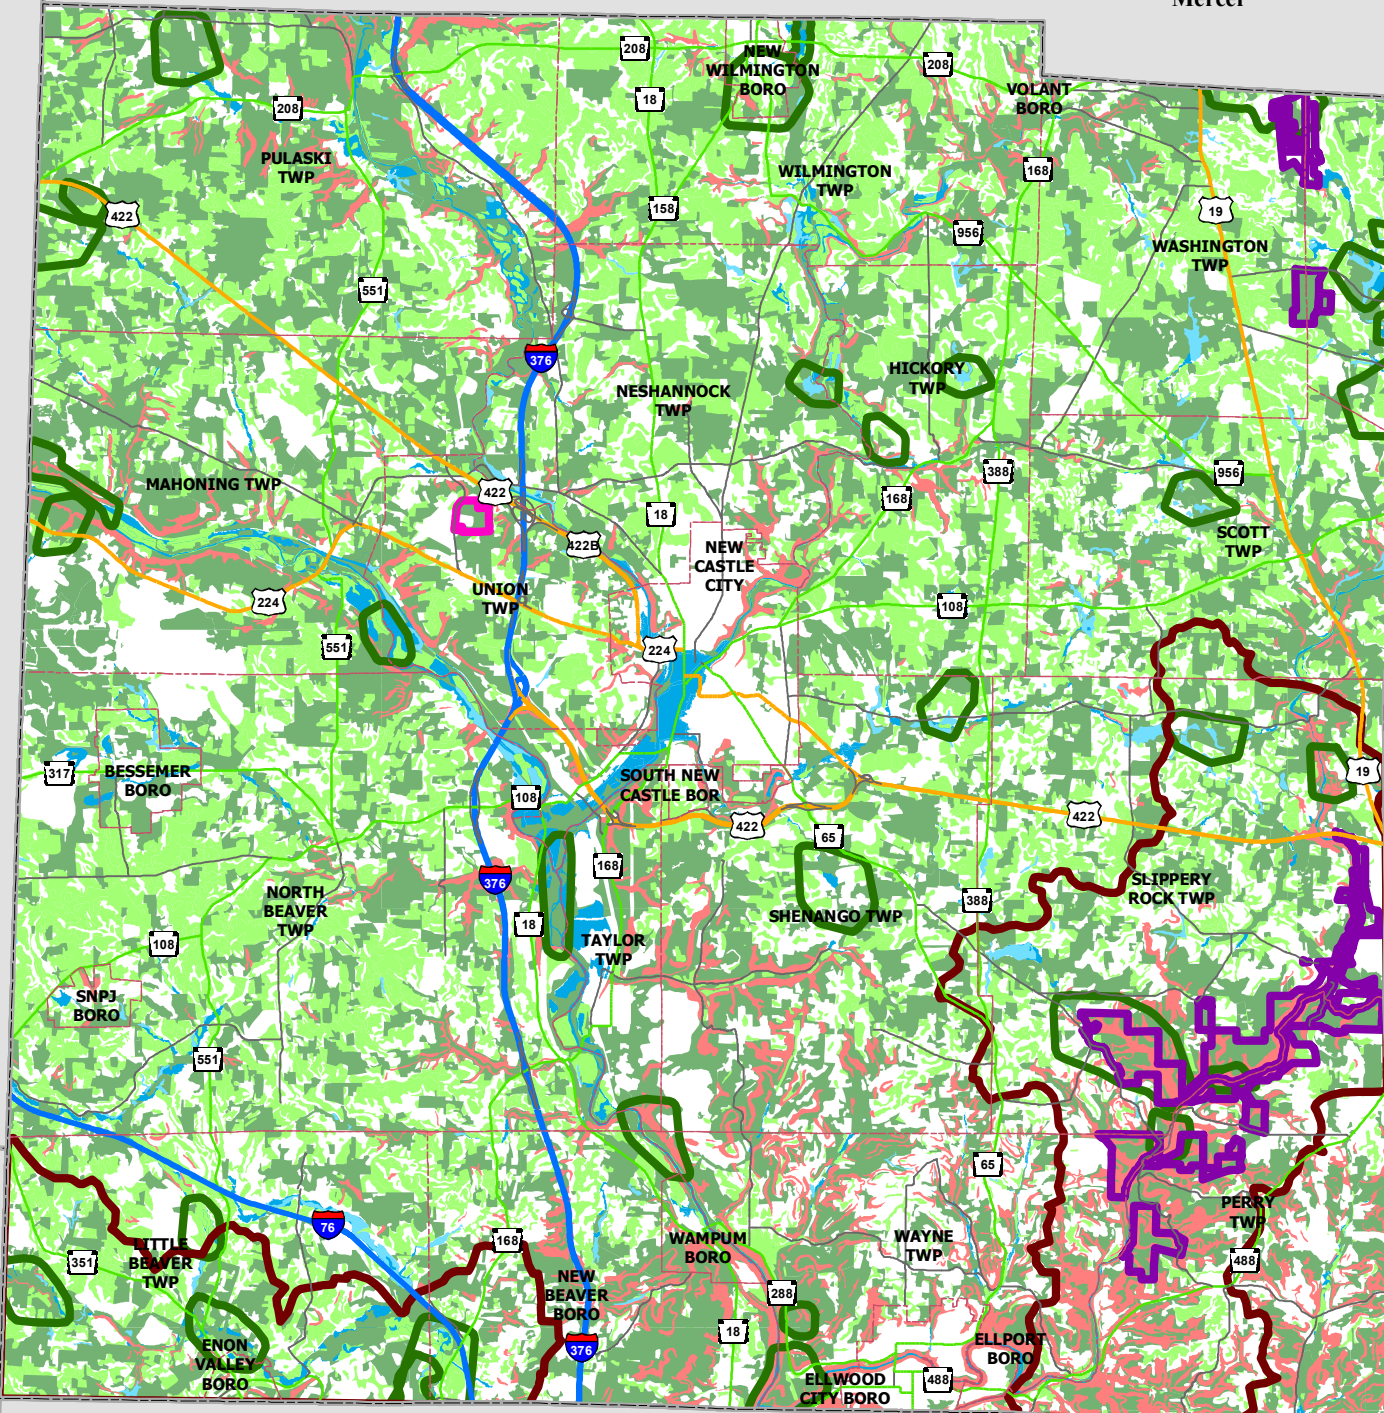 Mercer
208
NEW
WILMINGTON
BORO
208
18
208
VOLANT
BORO
PULASKI
TWP
WILMINGTON
TWP
168
422
158
19
956
WASHINGTON
TWP
551
376
HICKORY
TWP
NESHANNOCK
TWP
388
956
MAHONING TWP
422
168
18
SCOTT
TWP
422B
NEW
CASTLE
CITY
UNION
TWP
224
108
551
224
317
BESSEMER
BORO
SOUTH NEW
CASTLE BOR
19
108
422
422
65
168
376
SLIPPERY
ROCK TWP
NORTH
BEAVER
TWP
388
SHENANGO TWP
18
108
TAYLOR
TWP
SNPJ
BORO
551
65
PERRY
TWP
76
168
WAMPUM
BORO
WAYNE
TWP
351
LITTLE
BEAVER
TWP
488
NEW
BEAVER
BORO
288
18
376
ELLPORT
BORO
ENON
VALLEY
BORO
ELLWOOD
CITY BORO
488